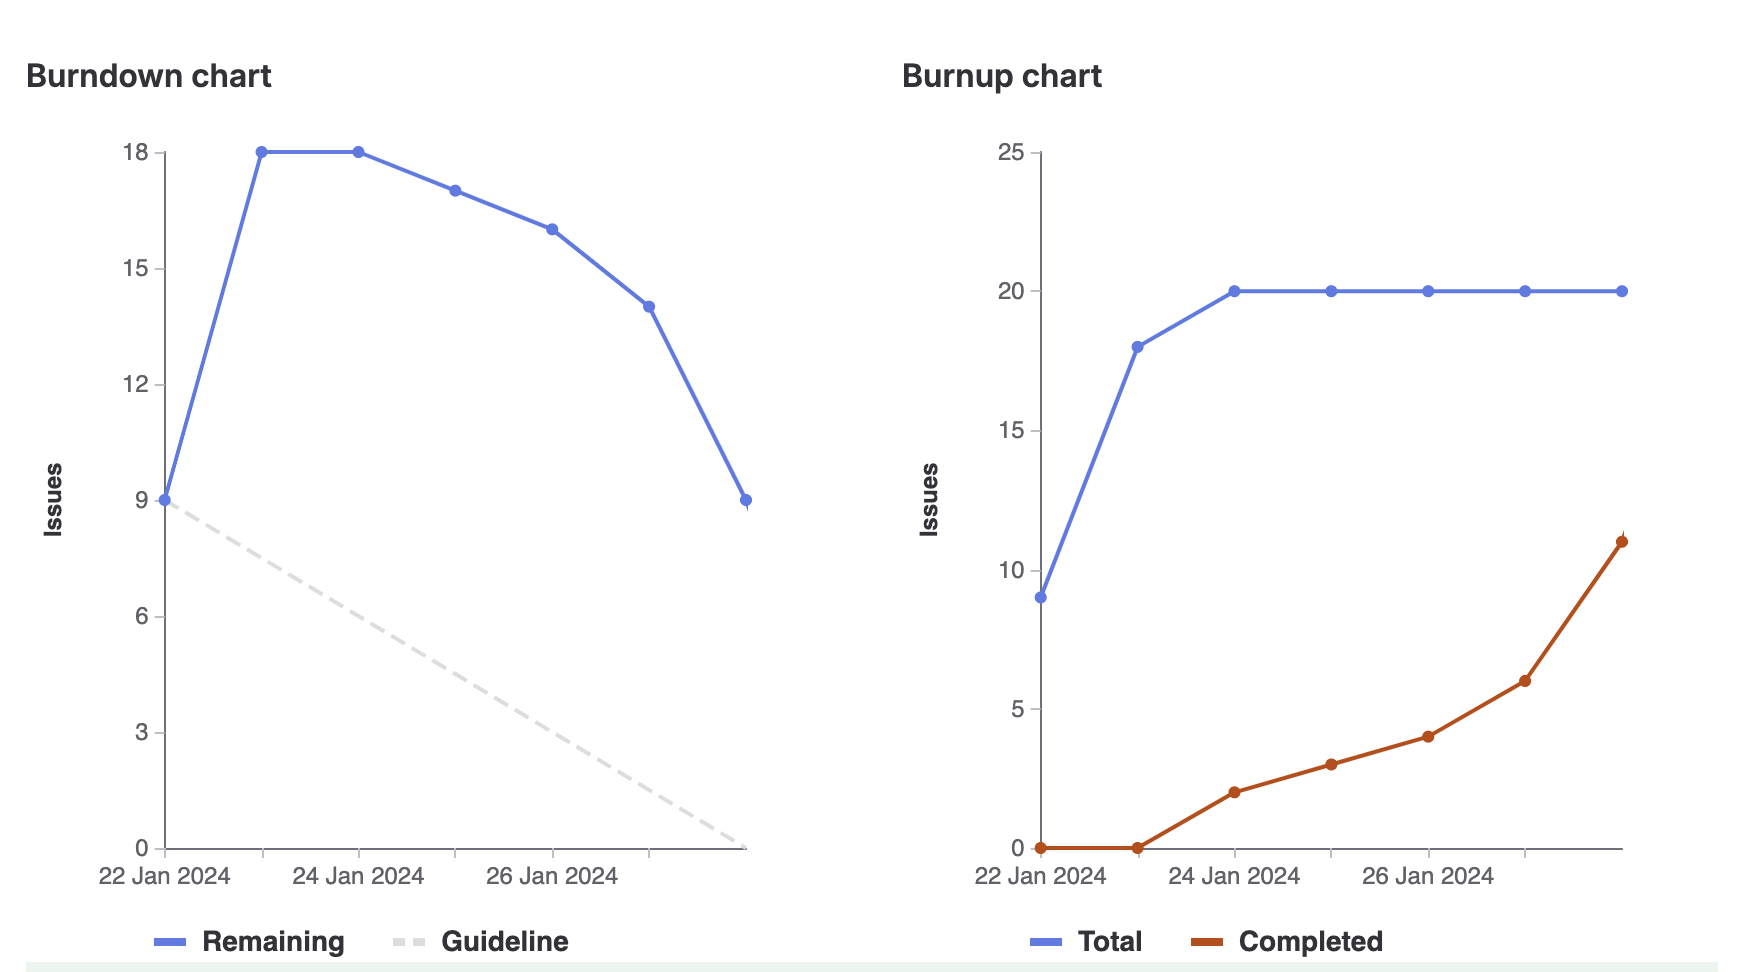 Burndown chart
18
15
12
9
6
3
0
Issues
22 Jan 2024
24 Jan 2024
26 Jan 2024
Remaining
Guideline
Burnup chart
25
20
15
10
5
0
Issues
22 Jan 2024
24 Jan 2024
26 Jan 2024
Total
Completed